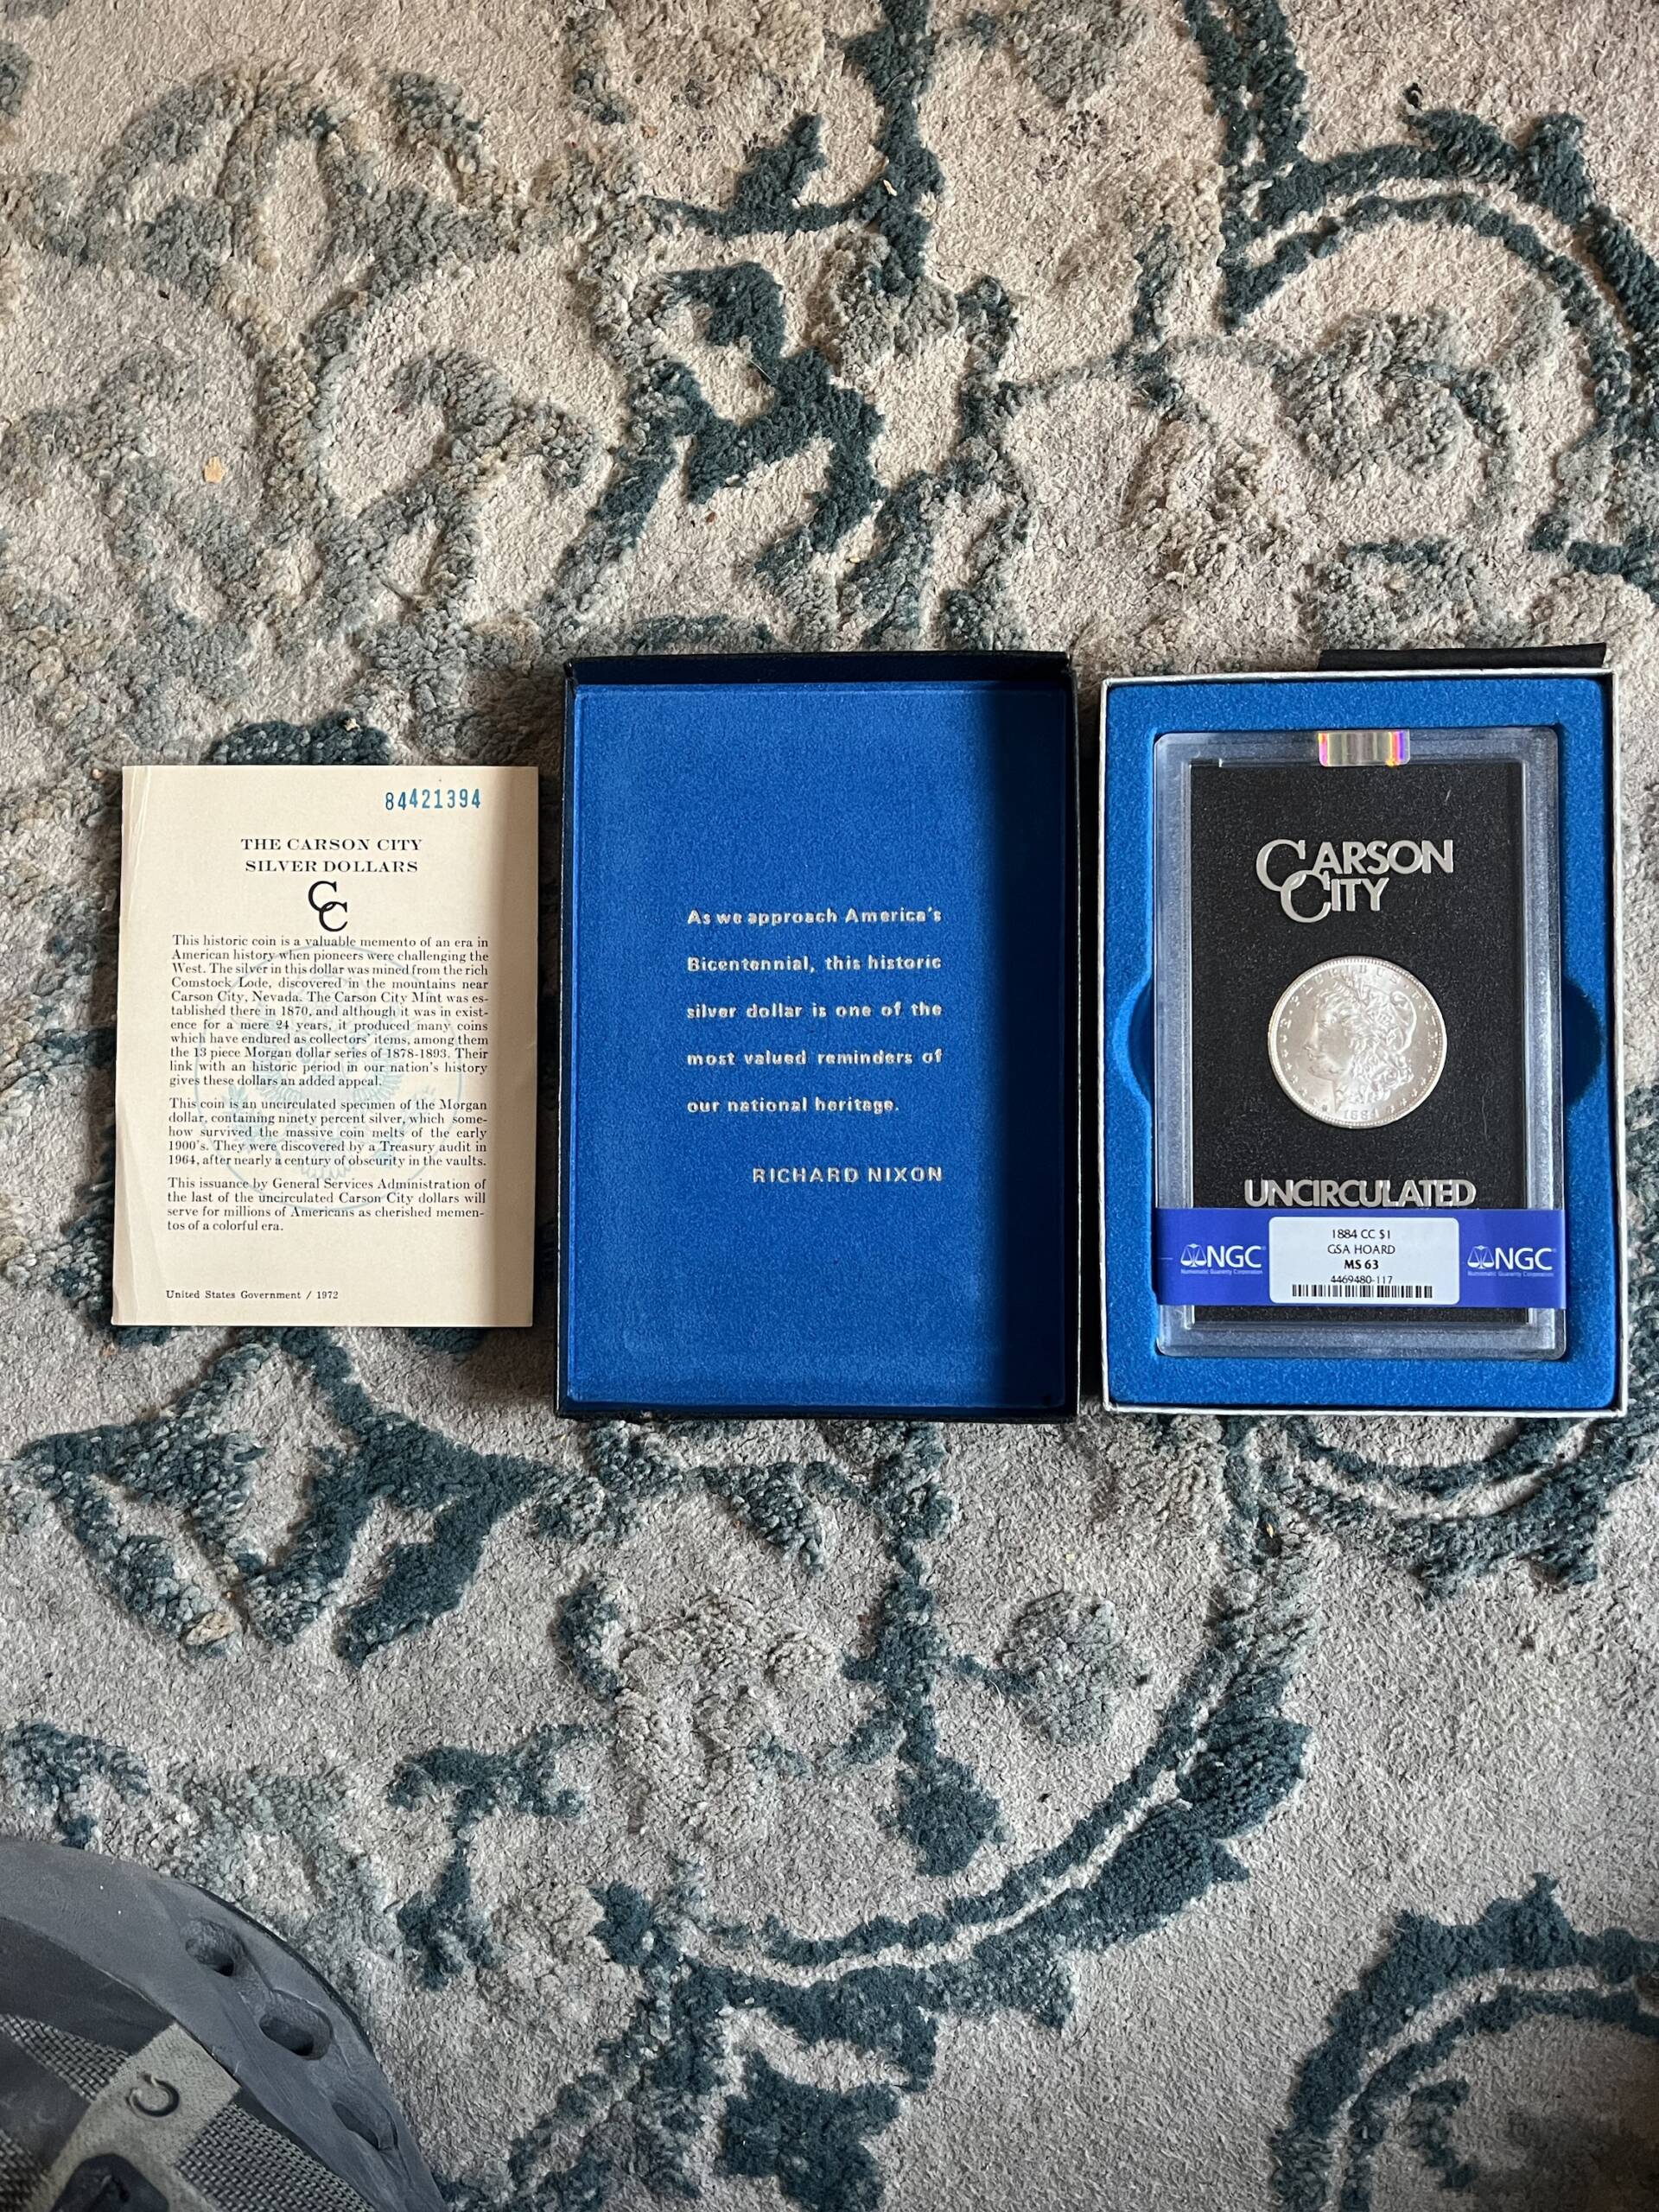 84421394
THE CARSON CITY
SILVER DOLLARS
CC
This historic coin is a valuable memento of an era in
American history when pioneers were challenging the
West. The silver in this dollar was mined from the rich
Comstock Lode, discovered in the mountains near
Carson City, Nevada. The Carson City Mint was es-
tablished there in 1870, and although it was in exist-
ence for a mere 24 years, it produced many coins
which have endured as collectors' items, among them
the 13 piece Morgan dollar series of 1878-1893. Their
link with an historic period in our nation's history
gives these dollars an added appeal.
This coin is an uncirculated specimen of the Morgan
dollar, containing ninety percent silver, which some-
how survived the massive coin melts of the early
1900's. They were discovered by a Treasury audit in
1964, after nearly a century of obscurity in the vaults.
This issuance by General Services Administration of
the last of the uncirculated Carson City dollars will
serve for millions of Americans as cherished memen-
tos of a colorful era.
United States Government / 1972
As we approach America's
Bicentennial, this historic
silver dollar is one of the
most valued reminders of
our national heritage.
RICHARD NIXON
CARSON
CITY
1884
UNCIRCULATED
NGC
Numismatic Guaranty Corporation
1884 CC $1
GSA HOARD
MS 63
4469480-117
NGC
Numismatic Guaranty Corporation